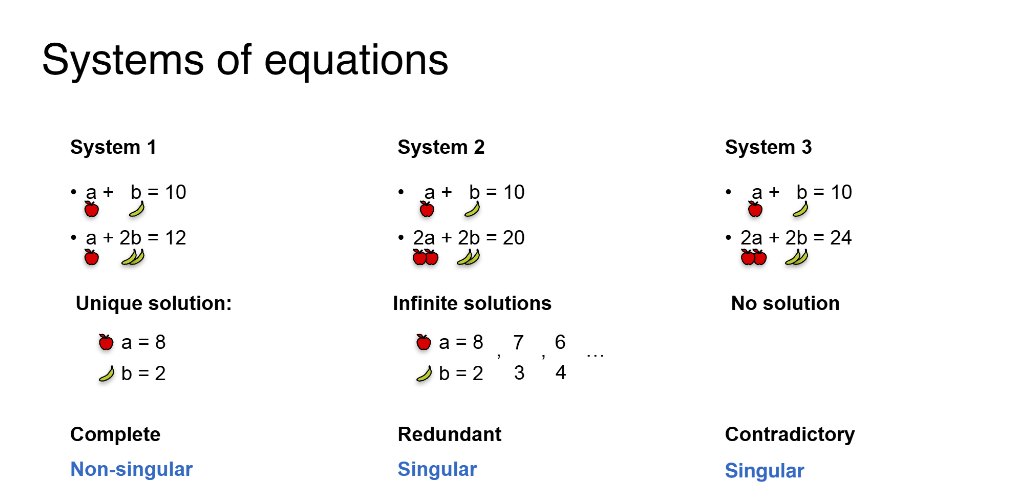 Systems of equations
System 1
• a + b = 10
• a + 2b = 12
Unique solution:
a = 8
b = 2
Complete
Non-singular
System 2
• a + b = 10
• 2a + 2b = 20
Infinite solutions
a = 8 , 7 , 6 ...
b = 2 3 4
Redundant
Singular
System 3
• a + b = 10
• 2a + 2b = 24
No solution
Contradictory
Singular